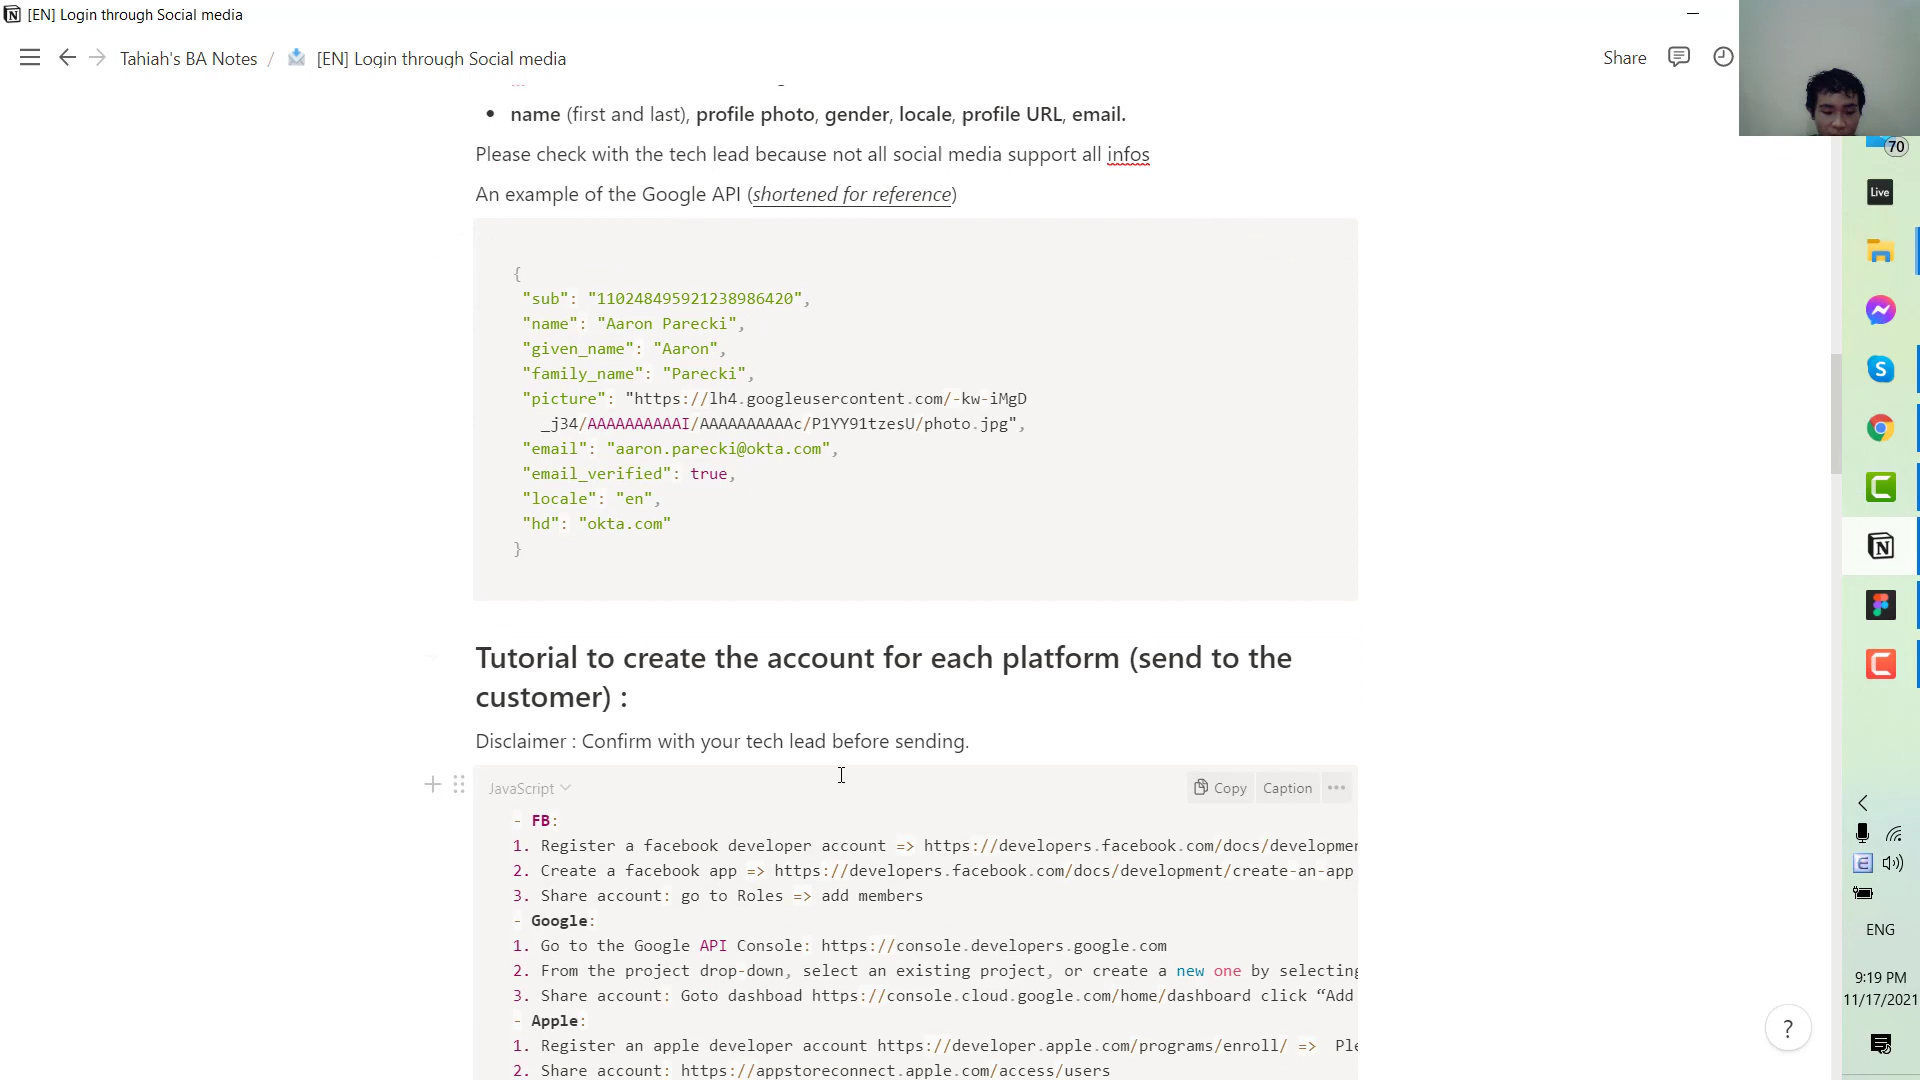 [EN] Login through Social media
Tahiah's BA Notes / [EN] Login through Social media
Share
name (first and last), profile photo, gender, locale, profile URL, email.
Please check with the tech lead because not all social media support all infos
An example of the Google API (shortened for reference)
{
"sub": "110248495921238986420",
"name": "Aaron Parecki",
"given_name": "Aaron",
"family_name": "Parecki",
"picture": "https://lh4.googleusercontent.com/-kw-iMgD
_j34/AAAAAAAAAAI/AAAAAAAAAAc/P1YY91tzesU/photo.jpg",
"email": "aaron.parecki@okta.com",
"email_verified": true,
"locale": "en",
"hd": "okta.com"
}
Tutorial to create the account for each platform (send to the
customer) :
Disclaimer : Confirm with your tech lead before sending.
JavaScript
Copy
Caption
- FB:
1. Register a facebook developer account => https://developers.facebook.com/docs/developmen
2. Create a facebook app => https://developers.facebook.com/docs/development/create-an-app
3. Share account: go to Roles => add members
- Google:
1. Go to the Google API Console: https://console.developers.google.com
2. From the project drop-down, select an existing project, or create a new one by selecting
3. Share account: Goto dashboad https://console.cloud.google.com/home/dashboard click “Add
- Apple:
1. Register an apple developer account https://developer.apple.com/programs/enroll/ => Ple
2. Share account: https://appstoreconnect.apple.com/access/users
70
Live
ENG
9:19 PM
11/17/2021
?